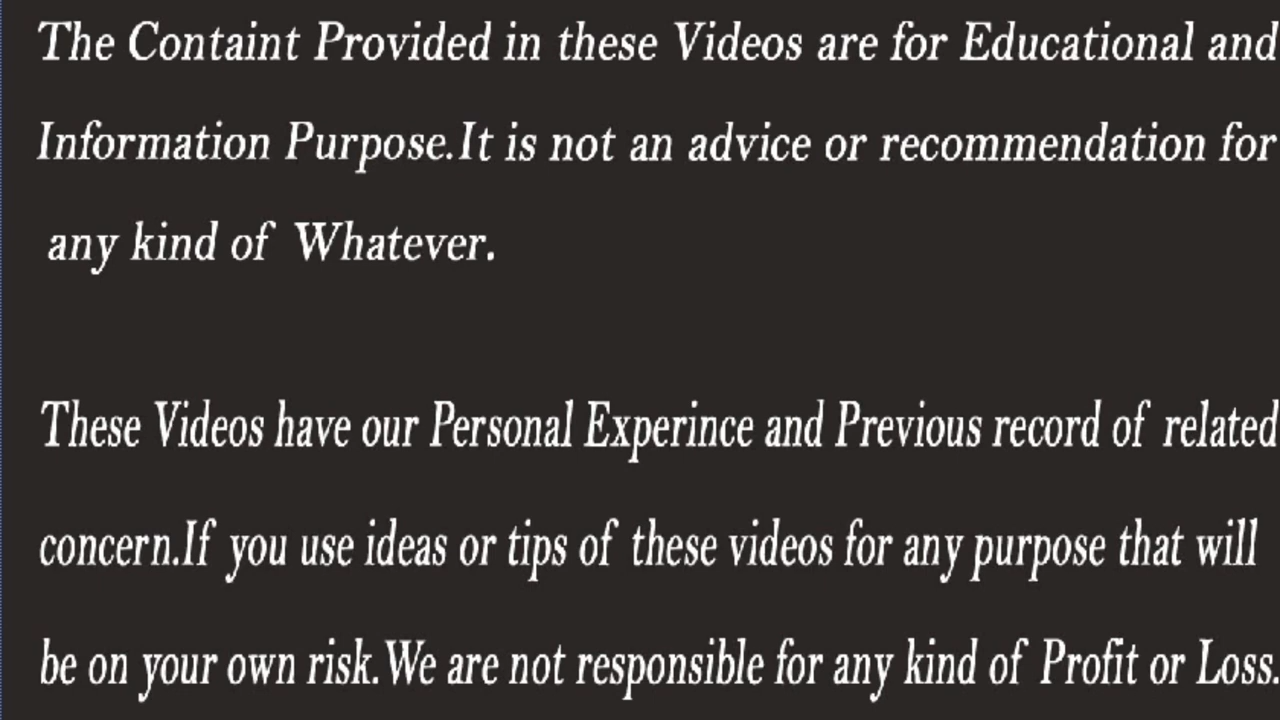 The Containt Provided in these Videos are for Educational and
Information Purpose.It is not an advice or recommendation for
any kind of Whatever.
These Videos have our Personal Experince and Previous record of related
concern.If you use ideas or tips of these videos for any purpose that will
be on your own risk.We are not responsible for any kind of Profit or Loss.